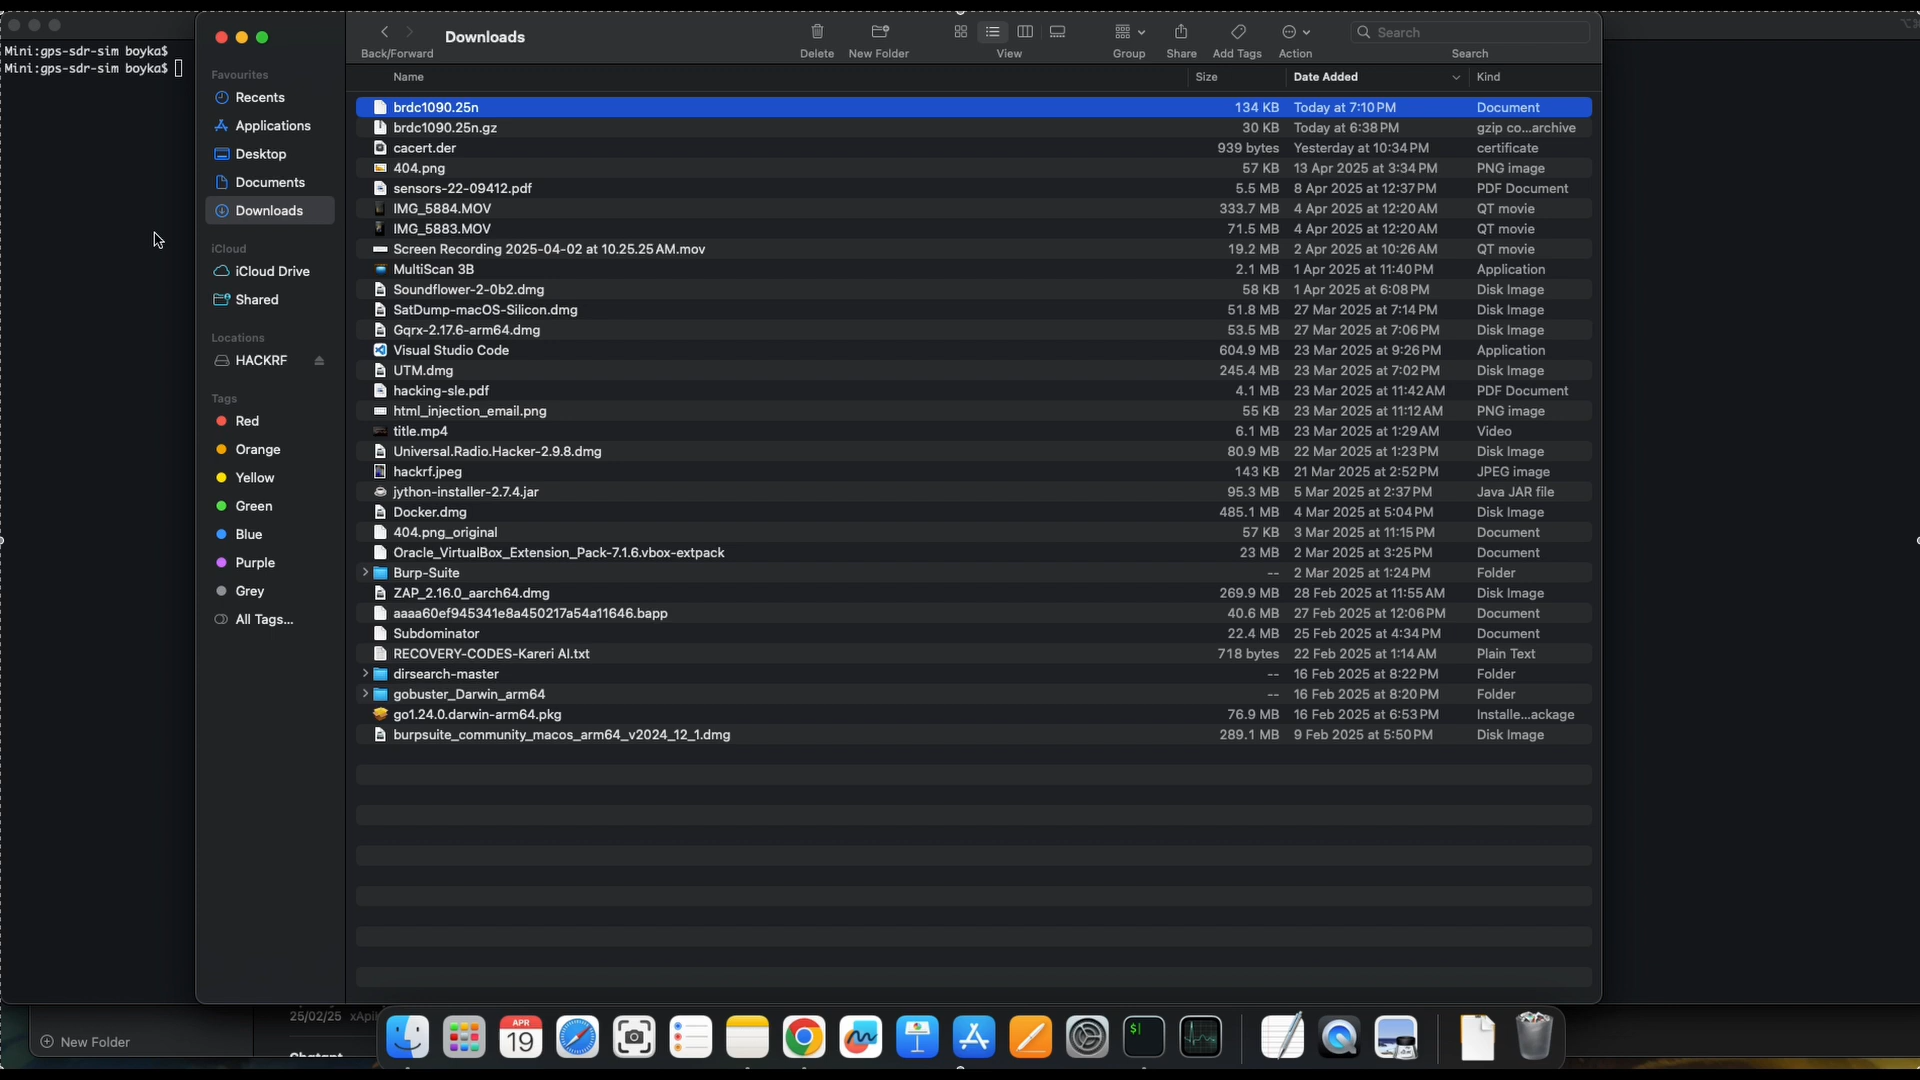 Mini:gps-sdr-sim boyka$
Mini:gps-sdr-sim boyka$
Favourites
Recents
Applications
Desktop
Documents
Downloads
iCloud
iCloud Drive
Shared
Locations
HACKRF
Tags
Red
Orange
Yellow
Green
Blue
Purple
Grey
All Tags...
Back/Forward
Downloads
Delete
New Folder
View
Group
Share
Add Tags
Action
Search
Search
Name Size Date Added Kind
brdc1090.25n 134 KB Today at 7:10 PM Document
brdc1090.25n.gz 30 KB Today at 6:38 PM gzip co...archive
cacert.der 939 bytes Yesterday at 10:34 PM certificate
404.png 57 KB 13 Apr 2025 at 3:34 PM PNG image
sensors-22-09412.pdf 5.5 MB 8 Apr 2025 at 12:37 PM PDF Document
IMG_5884.MOV 333.7 MB 4 Apr 2025 at 12:20 AM QT movie
IMG_5883.MOV 71.5 MB 4 Apr 2025 at 12:20 AM QT movie
Screen Recording 2025-04-02 at 10.25.25 AM.mov 19.2 MB 2 Apr 2025 at 10:26 AM QT movie
MultiScan 3B 2.1 MB 1 Apr 2025 at 11:40 PM Application
Soundflower-2-0b2.dmg 58 KB 1 Apr 2025 at 6:08 PM Disk Image
SatDump-macOS-Silicon.dmg 51.8 MB 27 Mar 2025 at 7:14 PM Disk Image
Gqrx-2.17.6-arm64.dmg 53.5 MB 27 Mar 2025 at 7:06 PM Disk Image
Visual Studio Code 604.9 MB 23 Mar 2025 at 9:26 PM Application
UTM.dmg 245.4 MB 23 Mar 2025 at 7:02 PM Disk Image
hacking-sle.pdf 4.1 MB 23 Mar 2025 at 11:42 AM PDF Document
html_injection_email.png 55 KB 23 Mar 2025 at 11:12 AM PNG image
title.mp4 6.1 MB 23 Mar 2025 at 1:29 AM Video
Universal.Radio.Hacker-2.9.8.dmg 80.9 MB 22 Mar 2025 at 1:23 PM Disk Image
hackrf.jpeg 143 KB 21 Mar 2025 at 2:52 PM JPEG image
jython-installer-2.7.4.jar 95.3 MB 5 Mar 2025 at 2:37 PM Java JAR file
Docker.dmg 485.1 MB 4 Mar 2025 at 5:04 PM Disk Image
404.png_original 57 KB 3 Mar 2025 at 11:15 PM Document
Oracle_VirtualBox_Extension_Pack-7.1.6.vbox-extpack 23 MB 2 Mar 2025 at 3:25 PM Document
Burp-Suite -- 2 Mar 2025 at 1:24 PM Folder
ZAP_2.16.0_aarch64.dmg 269.9 MB 28 Feb 2025 at 11:55 AM Disk Image
aaaa60ef945341e8a450217a54a11646.bapp 40.6 MB 27 Feb 2025 at 12:06 PM Document
Subdominator 22.4 MB 25 Feb 2025 at 4:34 PM Document
RECOVERY-CODES-Kareri AI.txt 718 bytes 22 Feb 2025 at 1:14 AM Plain Text
dirsearch-master -- 16 Feb 2025 at 8:22 PM Folder
gobuster_Darwin_arm64 -- 16 Feb 2025 at 8:20 PM Folder
go1.24.0.darwin-arm64.pkg 76.9 MB 16 Feb 2025 at 6:53 PM Installe...ackage
burpsuite_community_macos_arm64_v2024_12_1.dmg 289.1 MB 9 Feb 2025 at 5:50 PM Disk Image
25/02/25
New Folder
APR
19
$